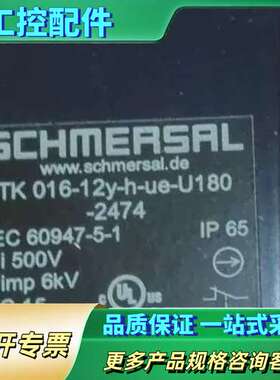 工控配件
SCHMERSAL
www.schmersal.de
TK 016-12y-h-ue-U180
-2474
EC 60947-5-1
IP 65
i 500V
imp 6kV
UL
US
开专票
品质保证 一站式采
更多产品规格咨询客